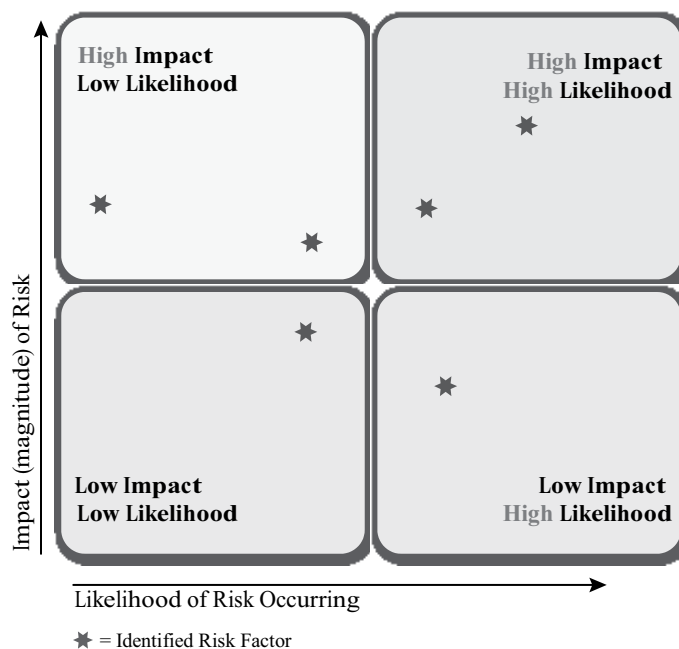 High Impact
Low Likelihood
High Impact
High Likelihood
Impact (magnitude) of Risk
Low Impact
Low Likelihood
Low Impact
High Likelihood
Likelihood of Risk Occurring
= Identified Risk Factor